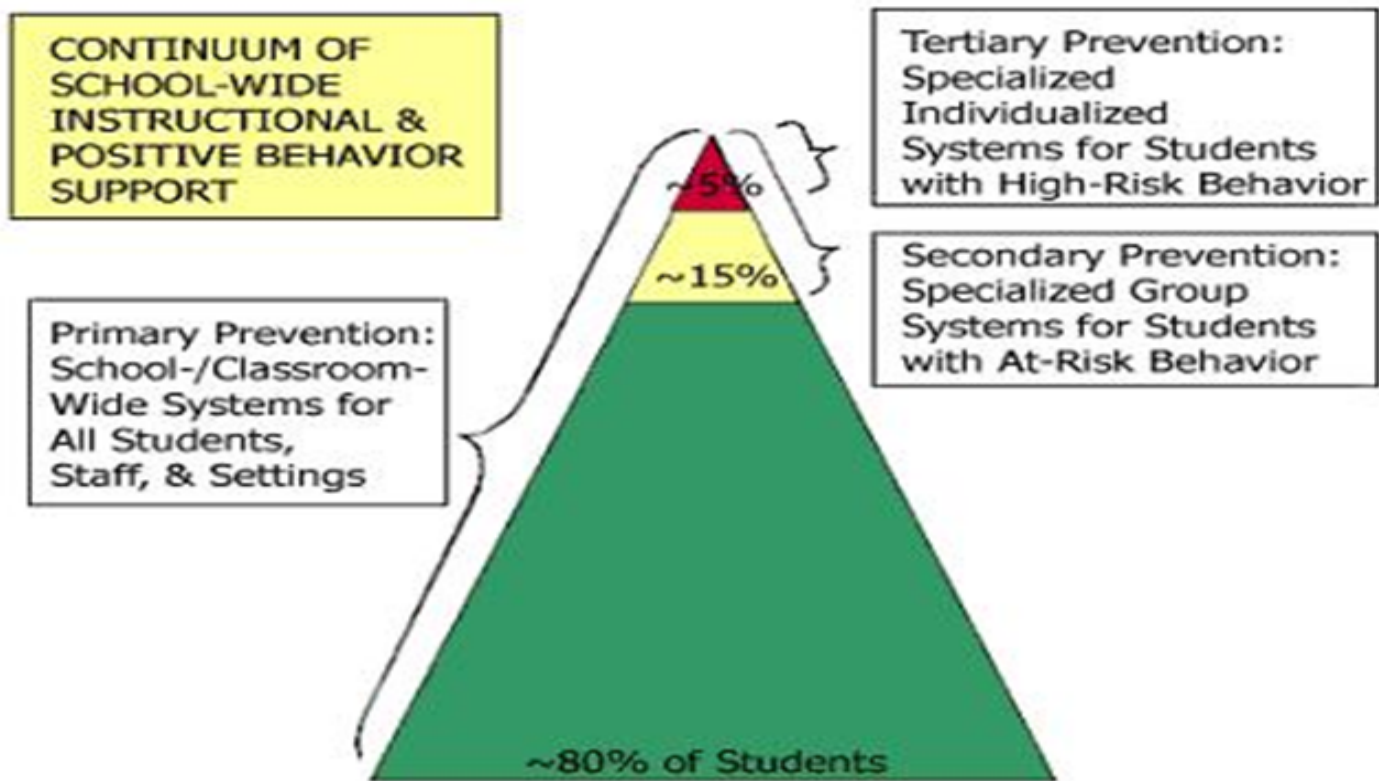 CONTINUUM OF
SCHOOL-WIDE
INSTRUCTIONAL &
POSITIVE BEHAVIOR
SUPPORT
Primary Prevention:
School-/Classroom-
Wide Systems for
All Students,
Staff, & Settings
~5%
~15%
~80% of Students
Tertiary Prevention:
Specialized
Individualized
Systems for Students
with High-Risk Behavior
Secondary Prevention:
Specialized Group
Systems for Students
with At-Risk Behavior